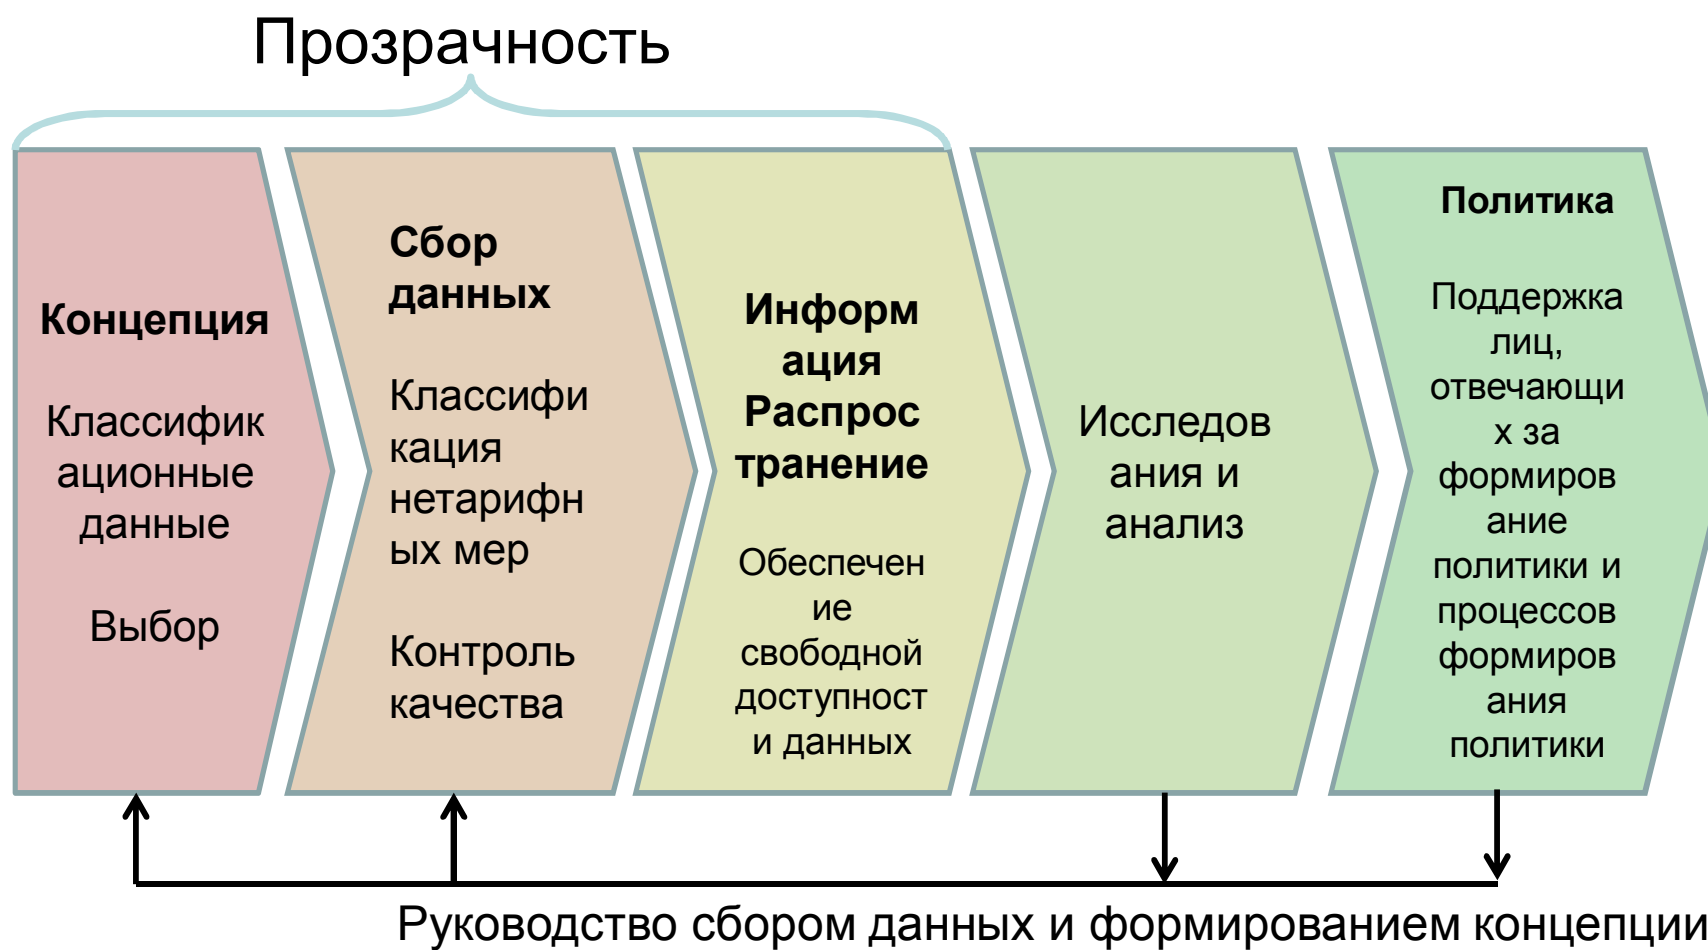 Прозрачность
Концепция
Классифик
ационные
данные
Выбор
Сбор
данных
Классифи
кация
нетарифн
ых мер
Контроль
качества
Информ
ация
Распрос
транение
Обеспечен
ие
свободной
доступност
и данных
Исследов
ания и
анализ
Политика
Поддержка
лиц,
отвечающи
х за
формиров
ание
политики и
процессов
формиров
ания
политики
Руководство сбором данных и формированием концепции